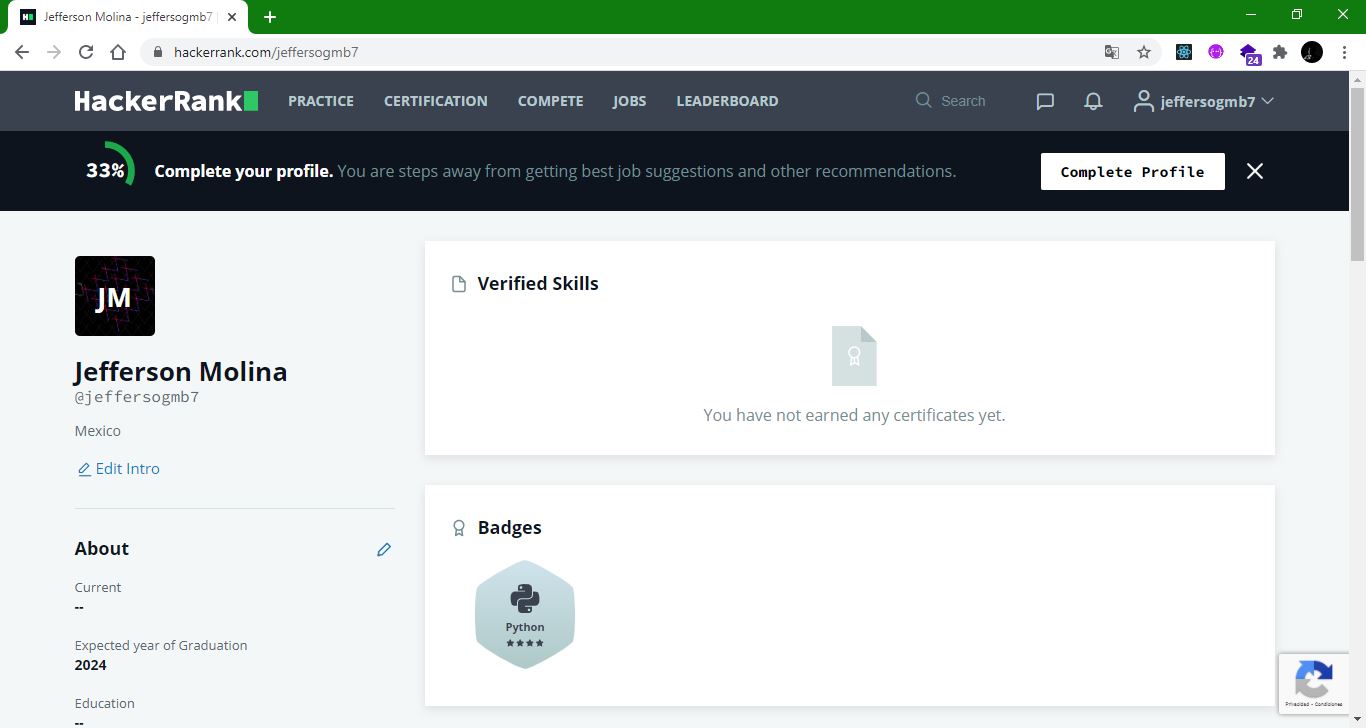 Jefferson Molina - jeffersogmb7 |
hackerrank.com/jeffersogmb7
24
HackerRank PRACTICE CERTIFICATION COMPETE JOBS LEADERBOARD Search jeffersogmb7
33% Complete your profile. You are steps away from getting best job suggestions and other recommendations. Complete Profile
JM
Jefferson Molina
@jeffersogmb7
Mexico
Edit Intro
About
Current
--
Expected year of Graduation
2024
Education
--
Verified Skills
You have not earned any certificates yet.
Badges
Python
Privacidad - Condiciones